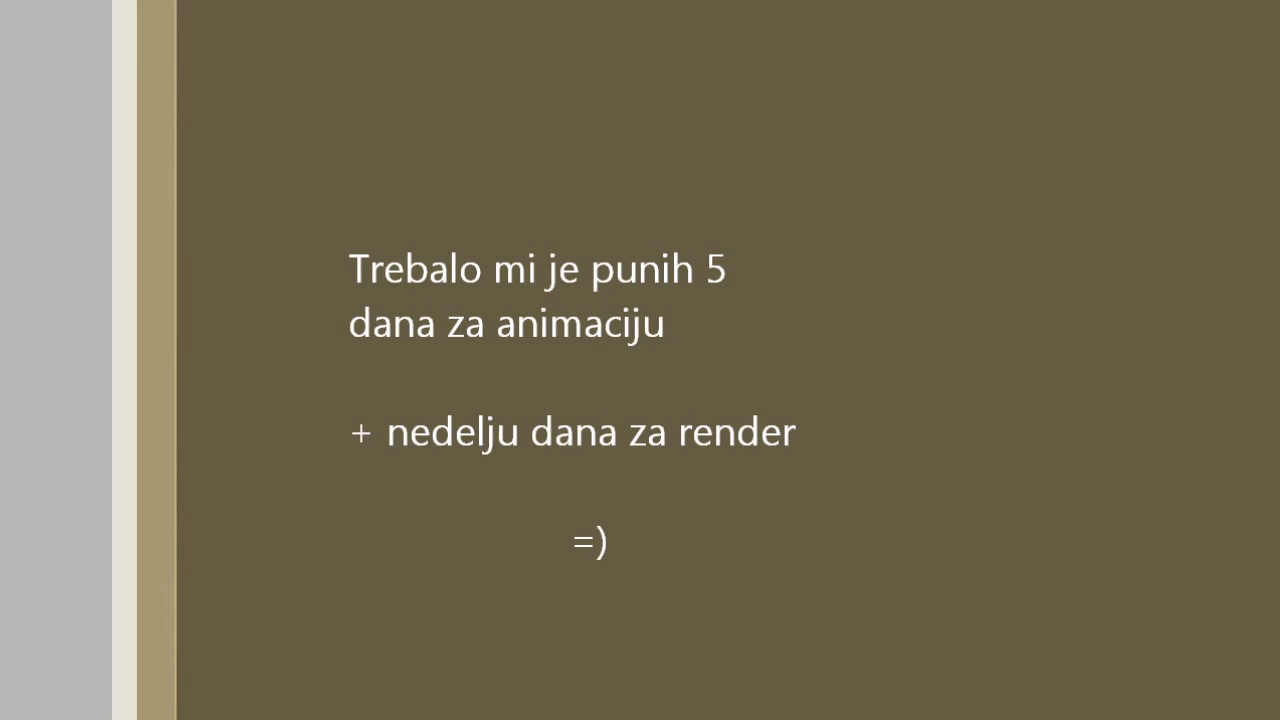 Trebalo mi je punih 5
dana za animaciju
+ nedelju dana za render
=)